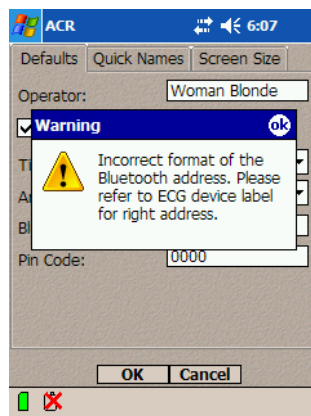 ACR 6:07
Defaults Quick Names Screen Size
Operator: Woman Blonde
Warning ok
Incorrect format of the
Bluetooth address. Please
refer to ECG device label
for right address.
Pin Code: 0000
OK Cancel